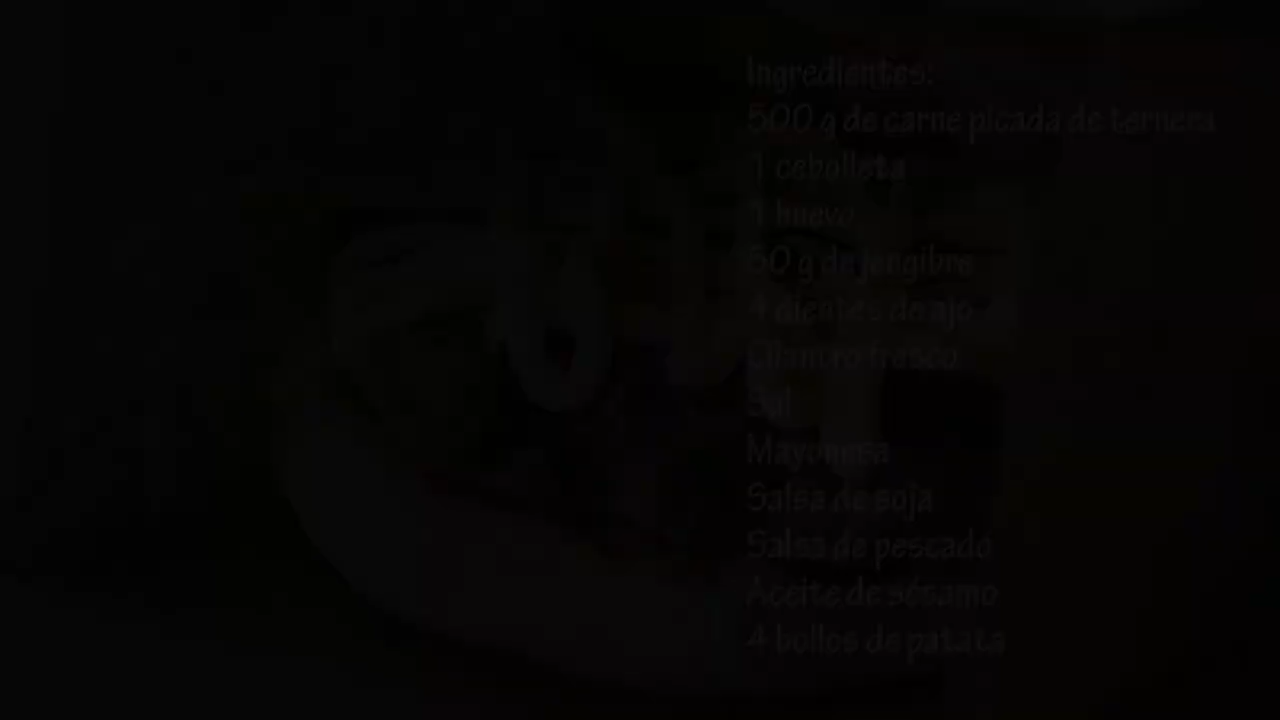 Ingredientes:
500 g de carne picada de ternera
1 cebolleta
1 huevo
50 g de jengibre
4 dientes de ajo
Cilantro fresco
Sal
Mayonesa
Salsa de soja
Salsa de pescado
Aceite de sésamo
4 bollos de patata